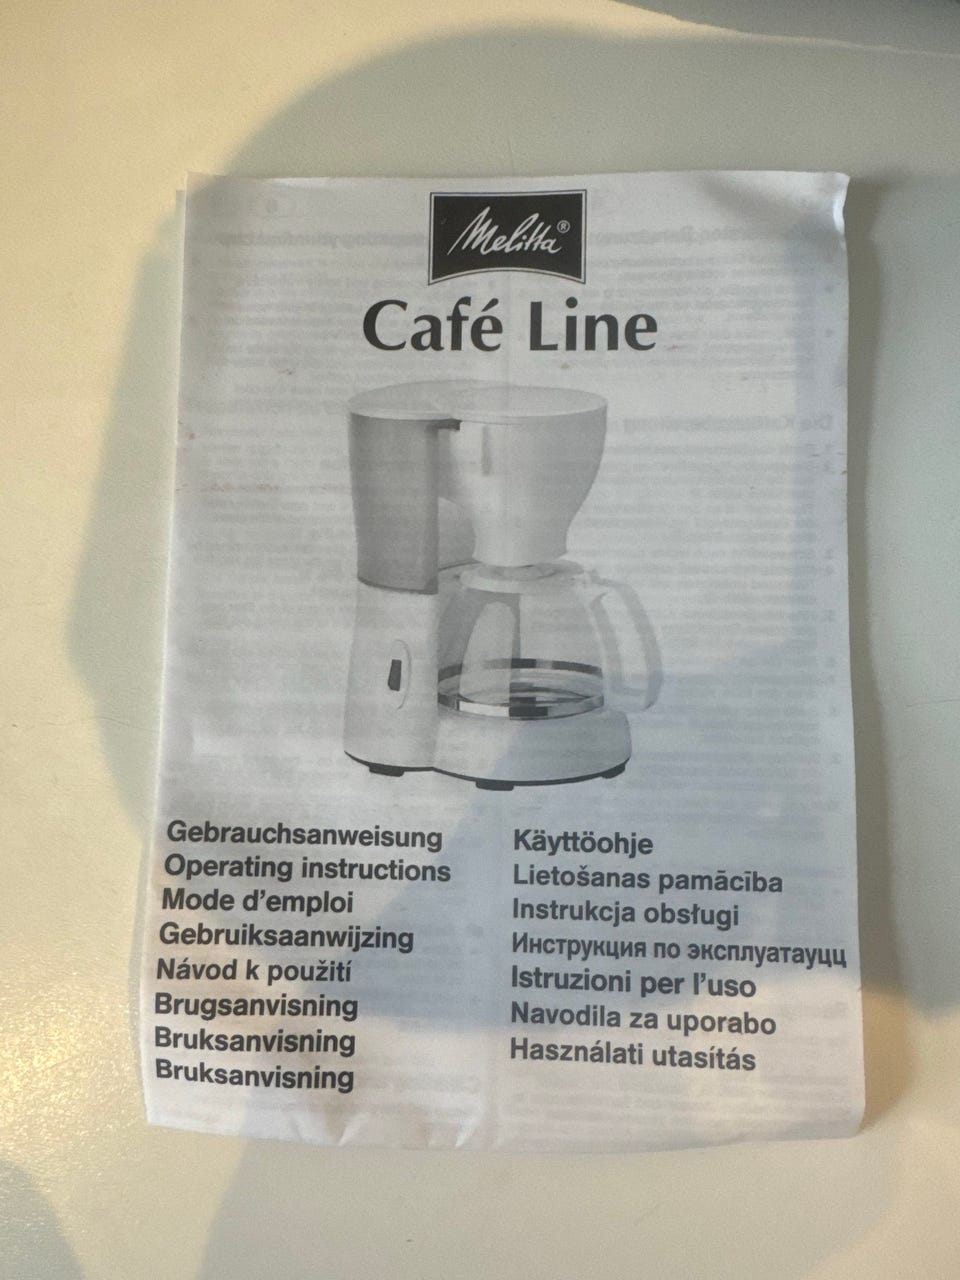 Melitta®
Café Line
Gebrauchsanweisung
Operating instructions
Mode d'emploi
Gebruiksaanwijzing
Návod k použití
Brugsanvisning
Bruksanvisning
Bruksanvisning
Käyttöohje
Lietošanas pamācība
Instrukcja obsługi
Инструкция по эксплуатауцц
Istruzioni per l'uso
Navodila za uporabo
Használati utasítás